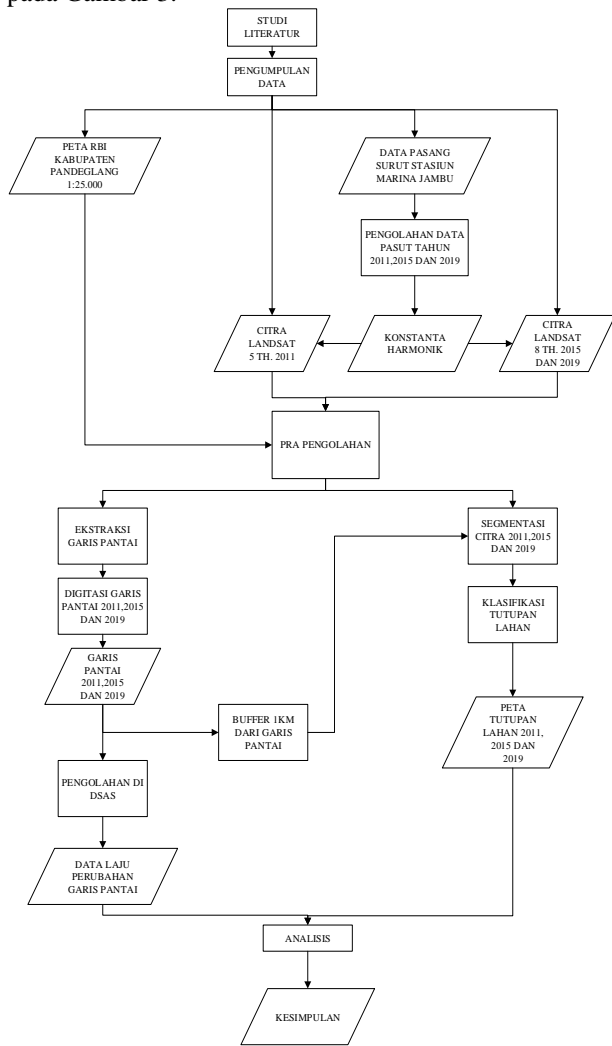 pada Gambar 3.
STUDI
LITERATUR
PENGUMPULAN
DATA
PETA RBI
KABUPATEN
PANDEGLANG
1:25.000
DATA PASANG
SURUT STASIUN
MARINA JAMBU
PENGOLAHAN DATA
PASUT TAHUN
2011,2015 DAN 2019
CITRA
LANDSAT
5 TH. 2011
KONSTANTA
HARMONIK
CITRA
LANDSAT
8 TH. 2015
DAN 2019
PRA PENGOLAHAN
EKSTRAKSI
GARIS PANTAI
SEGMENTASI
CITRA 2011,2015
DAN 2019
DIGITASI GARIS
PANTAI 2011,2015
DAN 2019
KLASIFIKASI
TUTUPAN
LAHAN
GARIS
PANTAI
2011,2015
DAN 2019
BUFFER 1KM
DARI GARIS
PANTAI
PETA
TUTUPAN
LAHAN 2011,
2015 DAN
2019
PENGOLAHAN DI
DSAS
DATA LAJU
PERUBAHAN
GARIS PANTAI
ANALISIS
KESIMPULAN